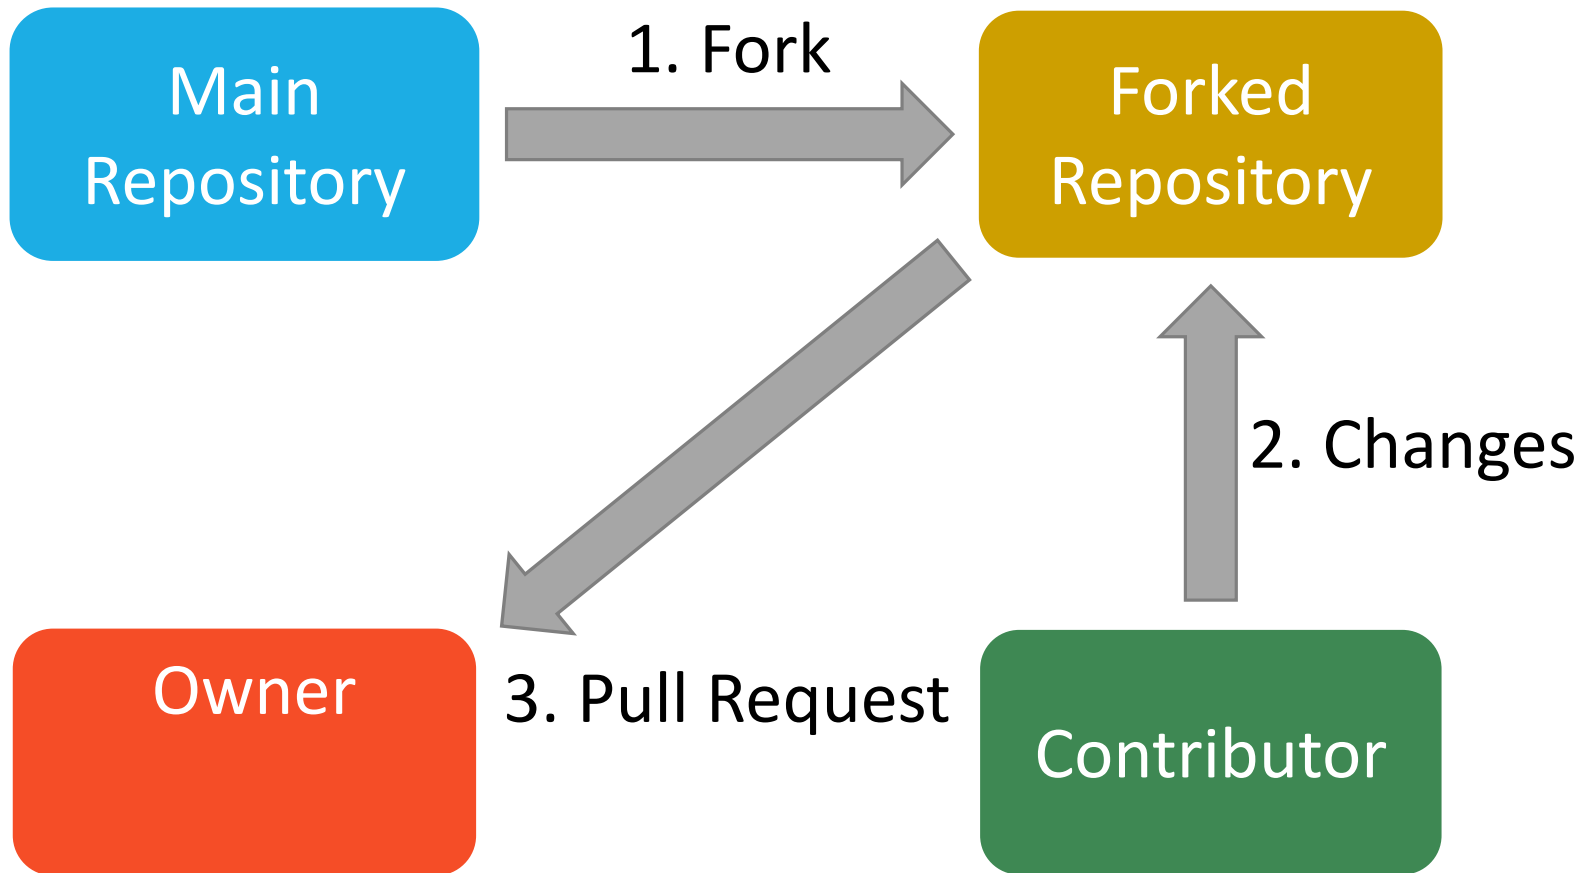 Main
Repository
1. Fork
Forked
Repository
2. Changes
Owner
3. Pull Request
Contributor